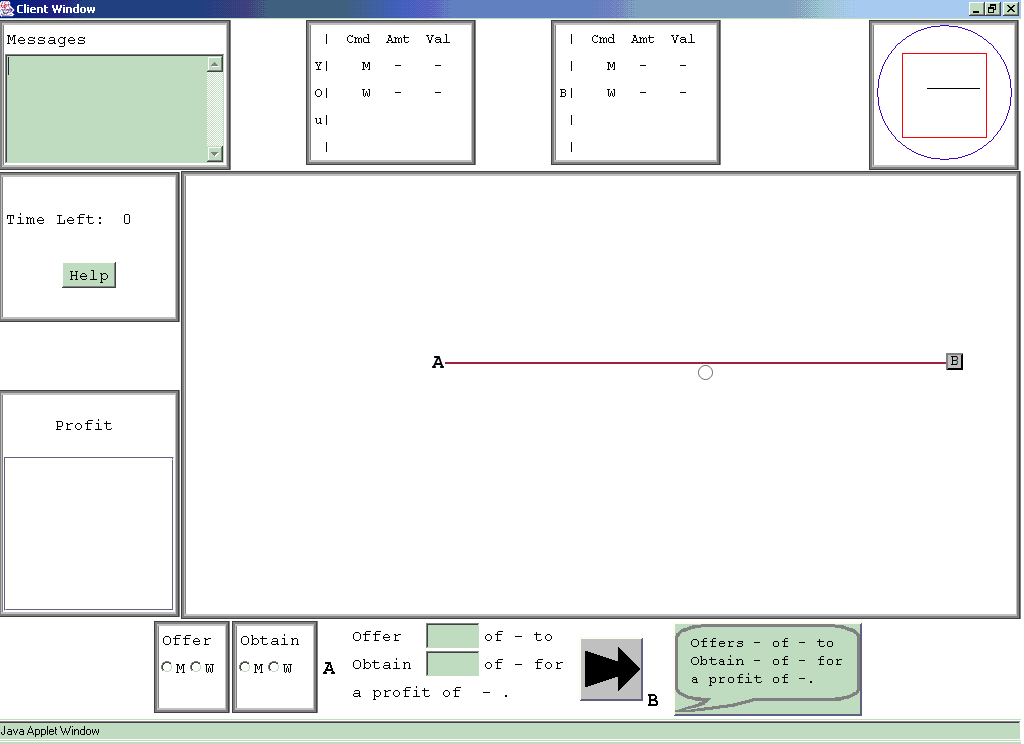 Client Window
Messages
| Cmd Amt Val
Y| M - -
O| W - -
u|
|
| Cmd Amt Val
| M - -
B| W - -
|
|
Time Left: 0
Help
A
B
Profit
Offer
M W
Obtain
M W
A
Offer of - to
Obtain of - for
a profit of - .
B
Offers - of - to
Obtain - of - for
a profit of -.
Java Applet Window